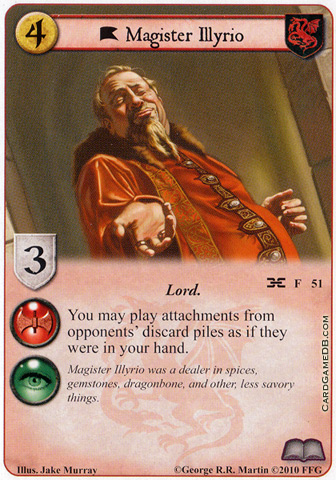 4
Magister Illyrio
3
Lord.
F 51
You may play attachments from
opponents' discard piles as if they
were in your hand.
Magister Illyrio was a dealer in spices,
gemstones, dragonbone, and other, less savory
things.
CARDGAMEDB.COM
Illus. Jake Murray
©George R.R. Martin ©2010 FFG